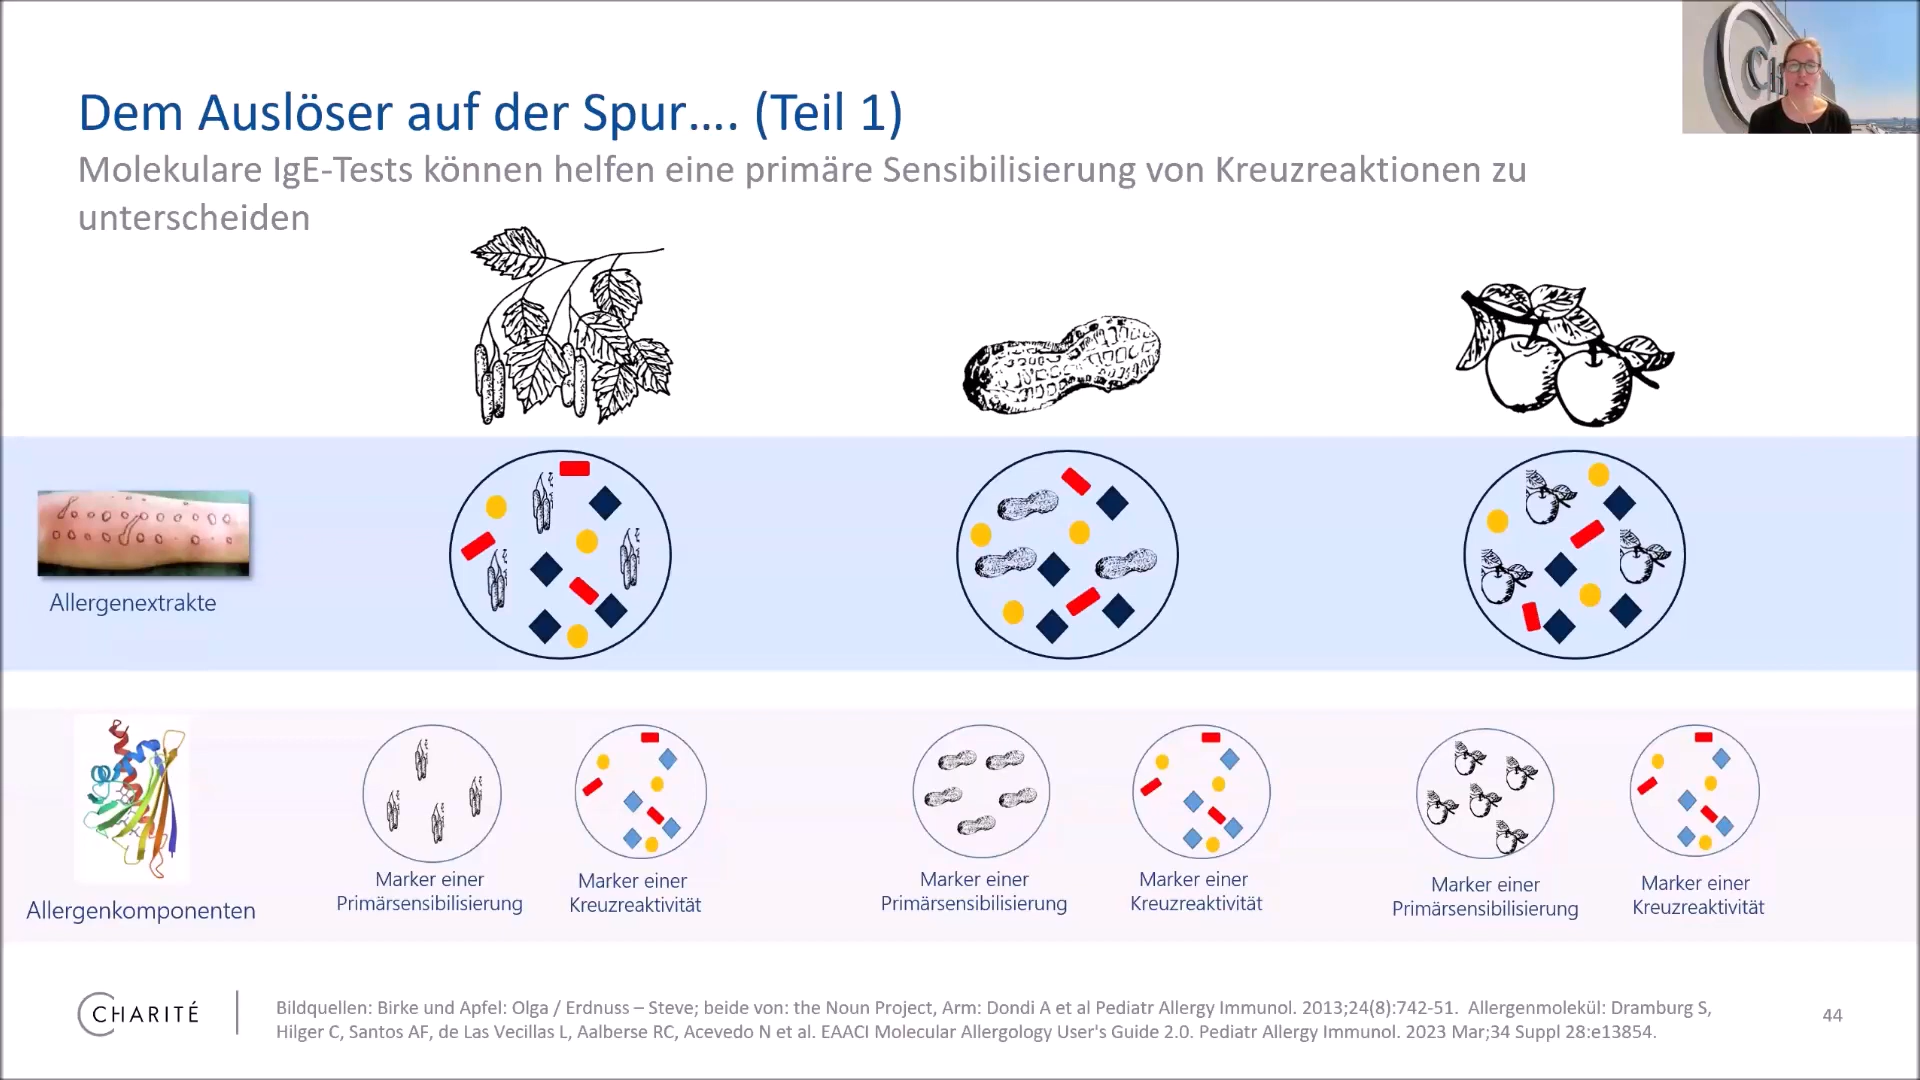 Dem Auslöser auf der Spur.... (Teil 1)
Molekulare IgE-Tests können helfen eine primäre Sensibilisierung von Kreuzreaktionen zu
unterscheiden
Allergenextrakte
Allergenkomponenten
Marker einer
Primärsensibilisierung
Marker einer
Kreuzreaktivität
Marker einer
Primärsensibilisierung
Marker einer
Kreuzreaktivität
Marker einer
Primärsensibilisierung
Marker einer
Kreuzreaktivität
CHARITÉ
Bildquellen: Birke und Apfel: Olga / Erdnuss – Steve; beide von: the Noun Project, Arm: Dondi A et al Pediatr Allergy Immunol. 2013;24(8):742-51. Allergenmolekül: Dramburg S,
Hilger C, Santos AF, de Las Vecillas L, Aalberse RC, Acevedo N et al. EAACI Molecular Allergology User's Guide 2.0. Pediatr Allergy Immunol. 2023 Mar;34 Suppl 28:e13854.
44